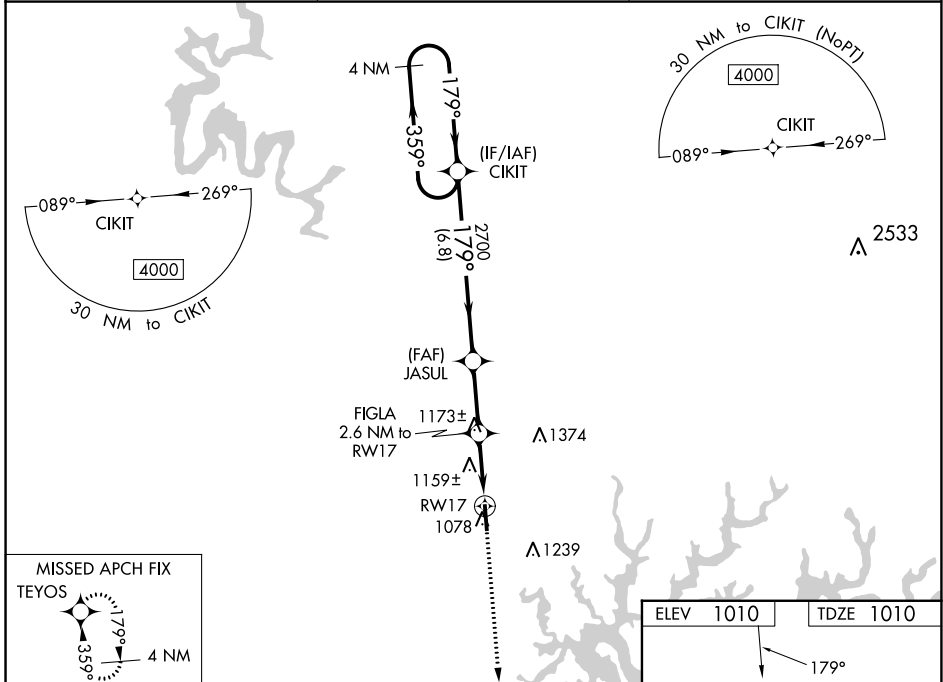 4 NM
179°
359°
(IF/IAF)
CIKIT
30 NM to CIKIT (NoPT)
4000
CIKIT
089°
269°
2533
089°
269°
CIKIT
4000
30 NM to CIKIT
2700
179°
(6.8)
(FAF)
JASUL
FIGLA
2.6 NM to
RW17
1173±
1374
1159±
RW17
1078
1239
MISSED APCH FIX
TEYOS
179°
359°
4 NM
ELEV 1010
TDZE 1010
179°